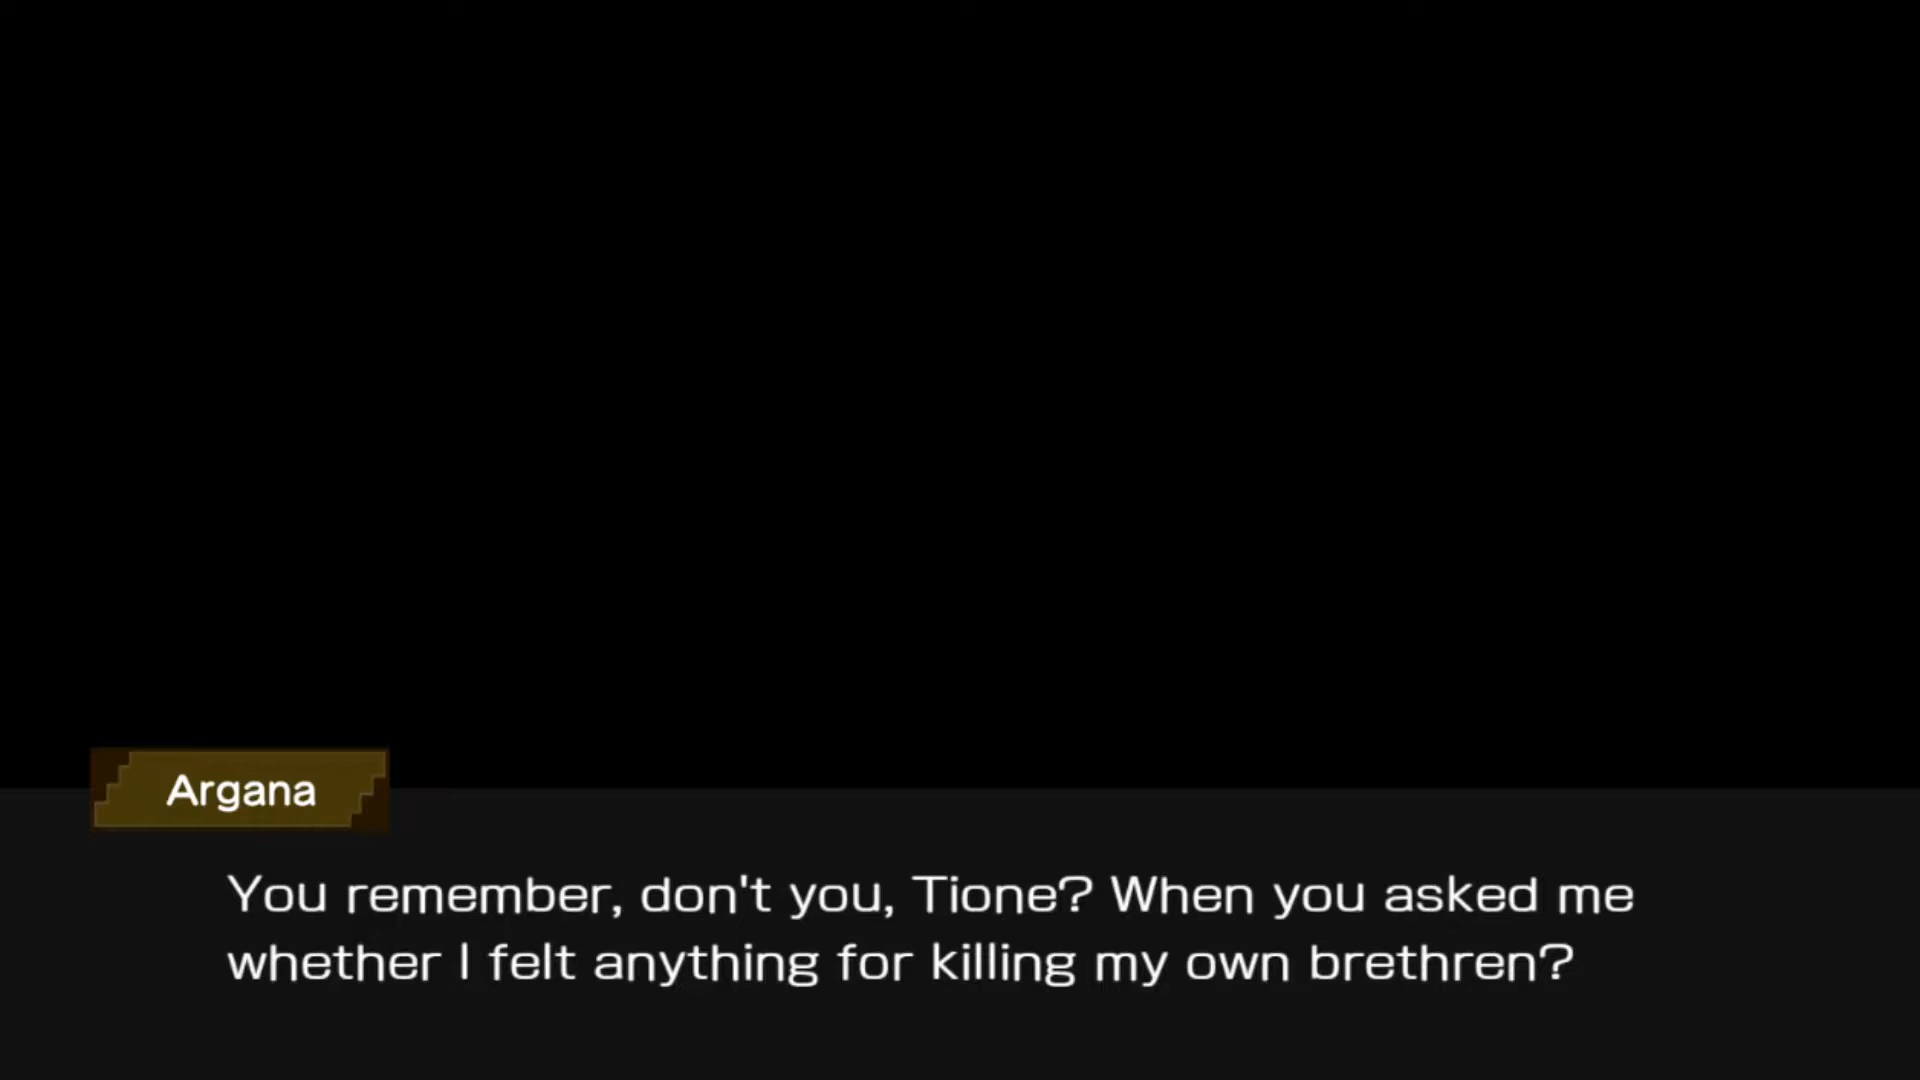 Argana
You remember, don't you, Tione? When you asked me
whether I felt anything for killing my own brethren?